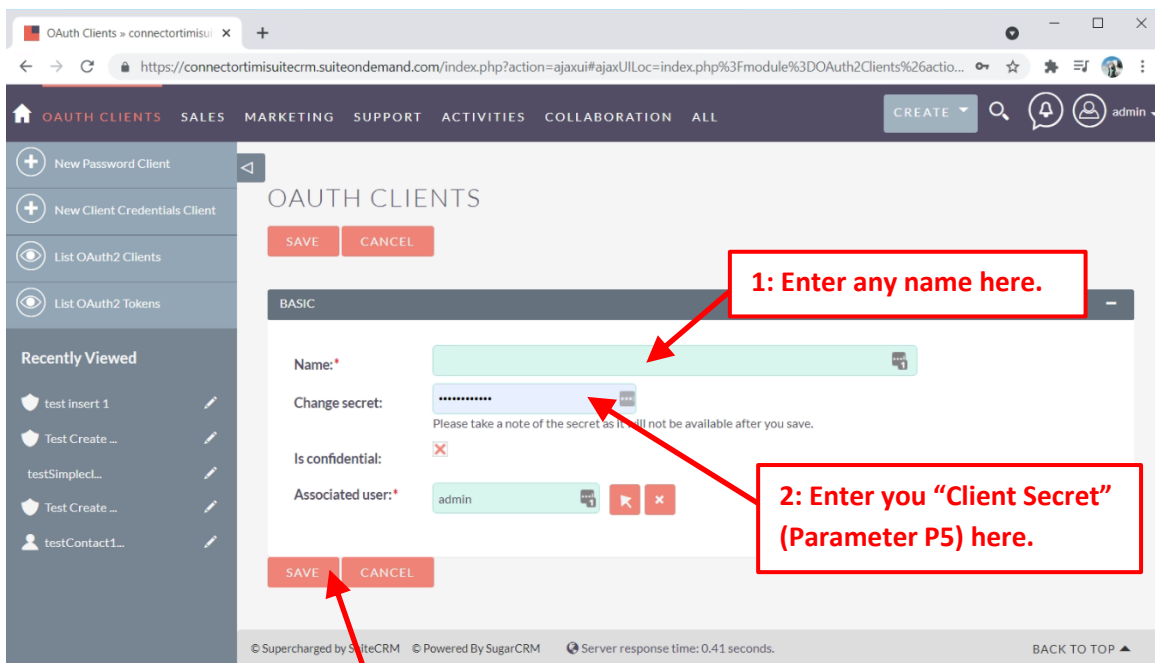 OAuth Clients » connectortimisui
https://connectortimisuitecrm.suiteondemand.com/index.php?action=ajaxui#ajaxUILoc=index.php%3Fmodule%3DOAuth2Clients%26actio...
OAUTH CLIENTS SALES MARKETING SUPPORT ACTIVITIES COLLABORATION ALL CREATE admin
New Password Client
New Client Credentials Client
List OAuth2 Clients
List OAuth2 Tokens
Recently Viewed
test insert 1
Test Create ...
testSimplecl...
Test Create ...
testContact1...
OAUTH CLIENTS
SAVE CANCEL
1: Enter any name here.
BASIC
Name:*
Change secret: ••••••••••••
Please take a note of the secret as it will not be available after you save.
Is confidential:
Associated user:* admin
2: Enter you “Client Secret”
(Parameter P5) here.
SAVE CANCEL
© Supercharged by SuiteCRM © Powered By SugarCRM Server response time: 0.41 seconds. BACK TO TOP